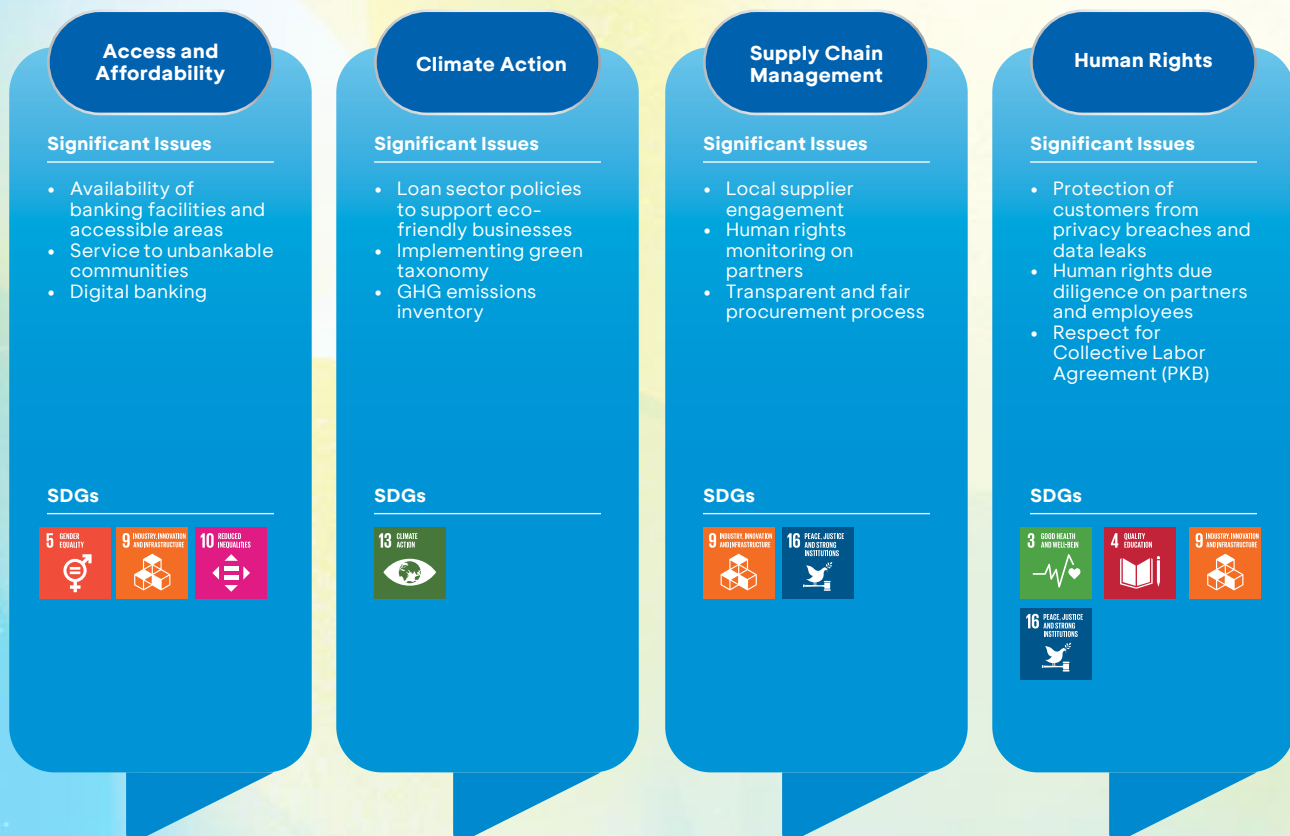 Access and
Affordability
Significant Issues
• Availability of
banking facilities and
accessible areas
• Service to unbankable
communities
• Digital banking
SDGs
5 GENDER
EQUALITY
9 INDUSTRY, INNOVATION
AND INFRASTRUCTURE
10 REDUCED
INEQUALITIES
Climate Action
Significant Issues
• Loan sector policies
to support eco-
friendly businesses
• Implementing green
taxonomy
• GHG emissions
inventory
SDGs
13 CLIMATE
ACTION
Supply Chain
Management
Significant Issues
• Local supplier
engagement
• Human rights
monitoring on
partners
• Transparent and fair
procurement process
SDGs
9 INDUSTRY, INNOVATION
AND INFRASTRUCTURE
16 PEACE, JUSTICE
AND STRONG
INSTITUTIONS
Human Rights
Significant Issues
• Protection of
customers from
privacy breaches and
data leaks
• Human rights due
diligence on partners
and employees
• Respect for
Collective Labor
Agreement (PKB)
SDGs
3 GOOD HEALTH
AND WELL-BEIN
4 QUALITY
EDUCATION
9 INDUSTRY, INNOVATION
AND INFRASTRUCTURE
16 PEACE, JUSTICE
AND STRONG
INSTITUTIONS